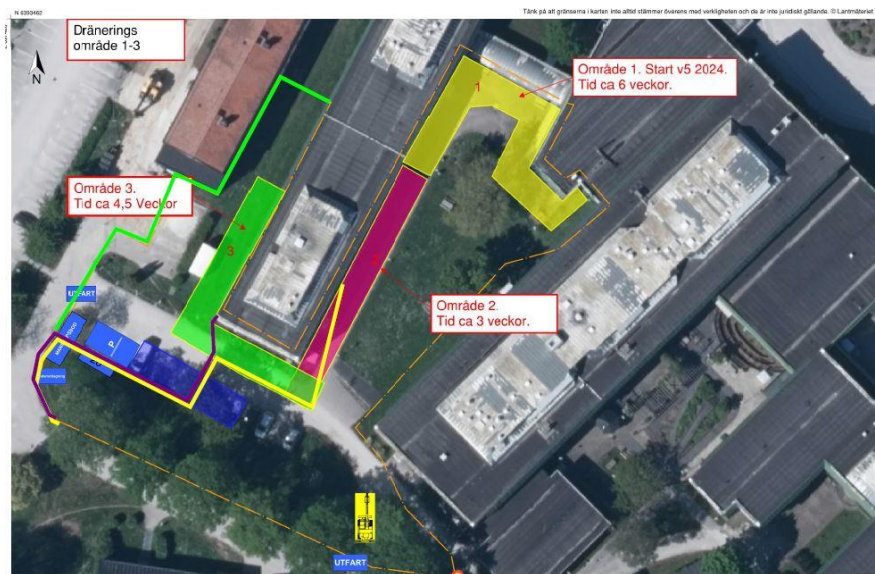 N 6393462
Tänk på att gränserna i kartan inte alltid stämmer överens med verkligheten och de är inte juridiskt gällande. © Lantmäteriet
Dränerings
område 1-3
N
Område 1. Start v5 2024.
Tid ca 6 veckor.
1
Område 3.
Tid ca 4,5 Veckor
3
2
Område 2.
Tid ca 3 veckor.
UTFART
P
UTFART